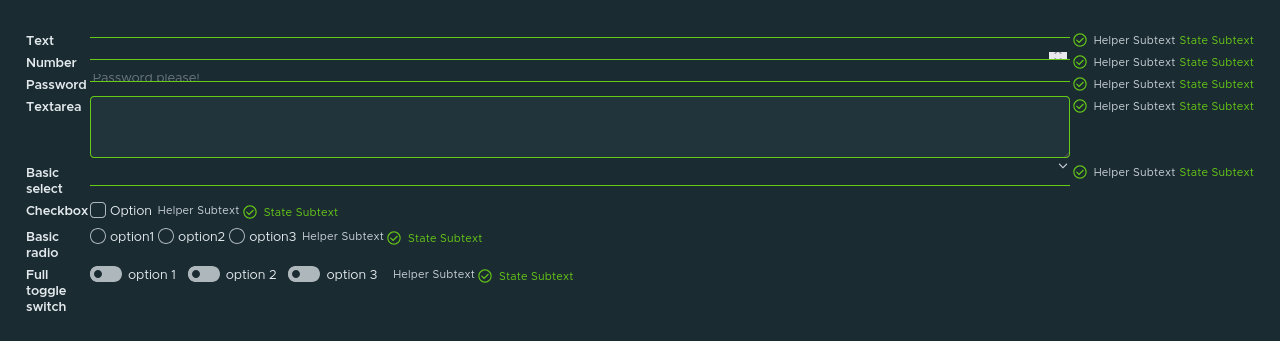 Text Helper Subtext State Subtext
Number Helper Subtext State Subtext
Password Password please! Helper Subtext State Subtext
Textarea Helper Subtext State Subtext
Basic select Helper Subtext State Subtext
Checkbox Option Helper Subtext State Subtext
Basic radio option1 option2 option3 Helper Subtext State Subtext
Full toggle switch option 1 option 2 option 3 Helper Subtext State Subtext